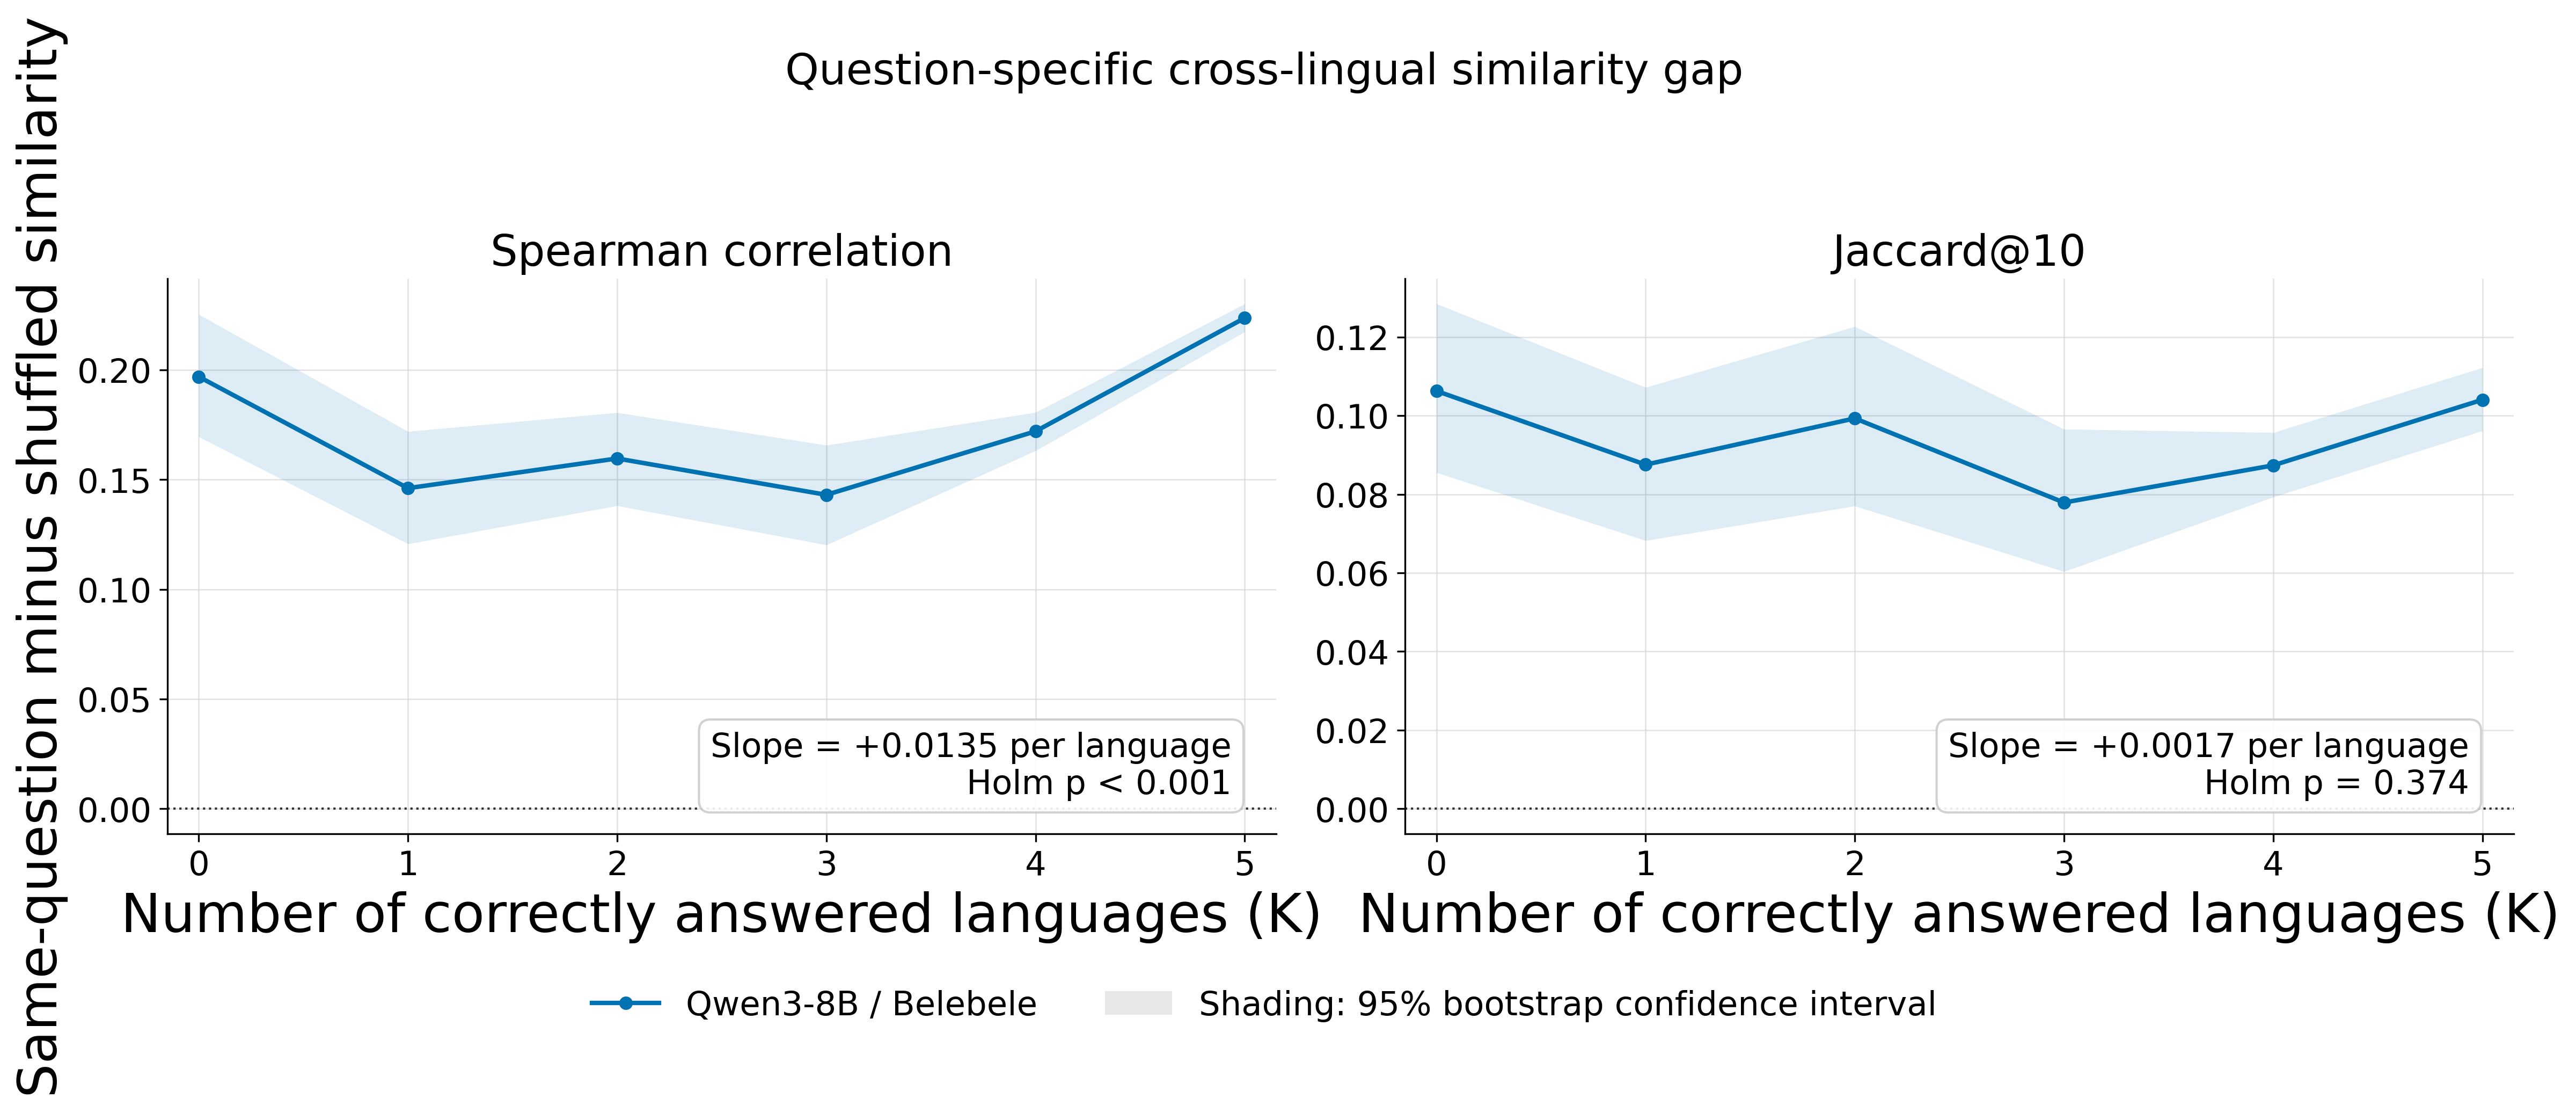 Question-specific cross-lingual similarity gap
Same-question minus shuffled similarity
Spearman correlation
0.20
0.15
0.10
0.05
0.00
Slope = +0.0135 per language
Holm p < 0.001
0 1 2 3 4 5
Number of correctly answered languages (K)
Jaccard@10
0.12
0.10
0.08
0.06
0.04
0.02
0.00
Slope = +0.0017 per language
Holm p = 0.374
0 1 2 3 4 5
Number of correctly answered languages (K)
Qwen3-8B / Belebele
Shading: 95% bootstrap confidence interval